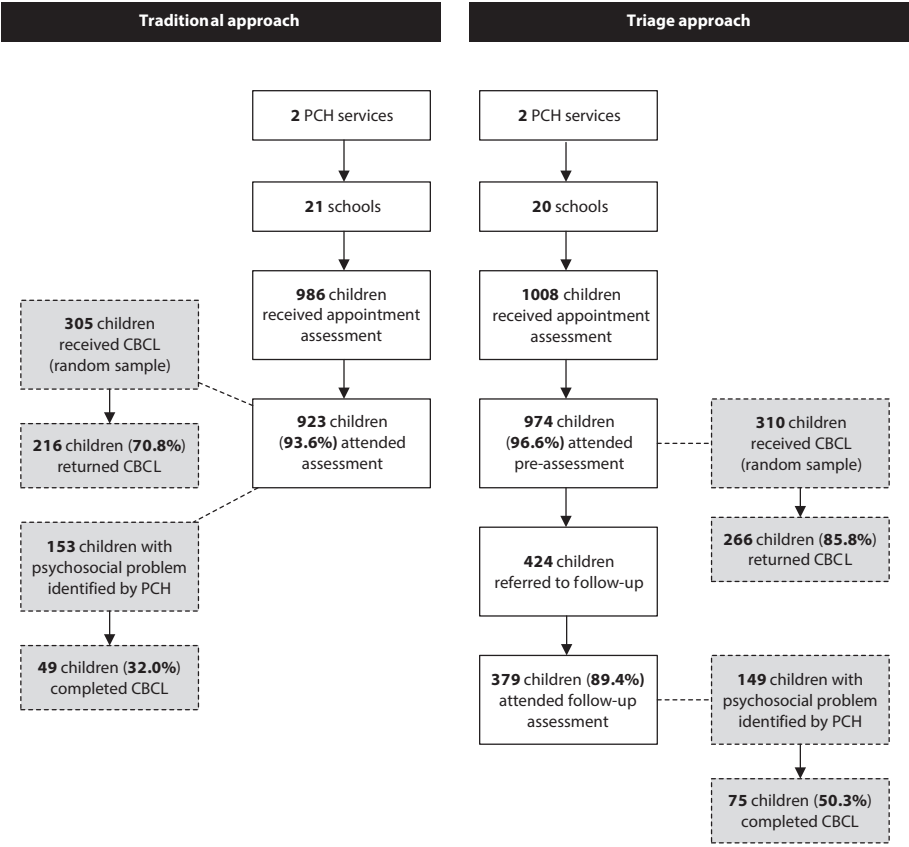 Traditional approach
2 PCH services
21 schools
986 children
received appointment
assessment
305 children
received CBCL
(random sample)
923 children
(93.6%) attended
assessment
216 children (70.8%)
returned CBCL
153 children with
psychosocial problem
identified by PCH
49 children (32.0%)
completed CBCL
Triage approach
2 PCH services
20 schools
1008 children
received appointment
assessment
974 children
(96.6%) attended
pre-assessment
310 children
received CBCL
(random sample)
266 children (85.8%)
returned CBCL
424 children
referred to follow-up
379 children (89.4%)
attended follow-up
assessment
149 children with
psychosocial problem
identified by PCH
75 children (50.3%)
completed CBCL